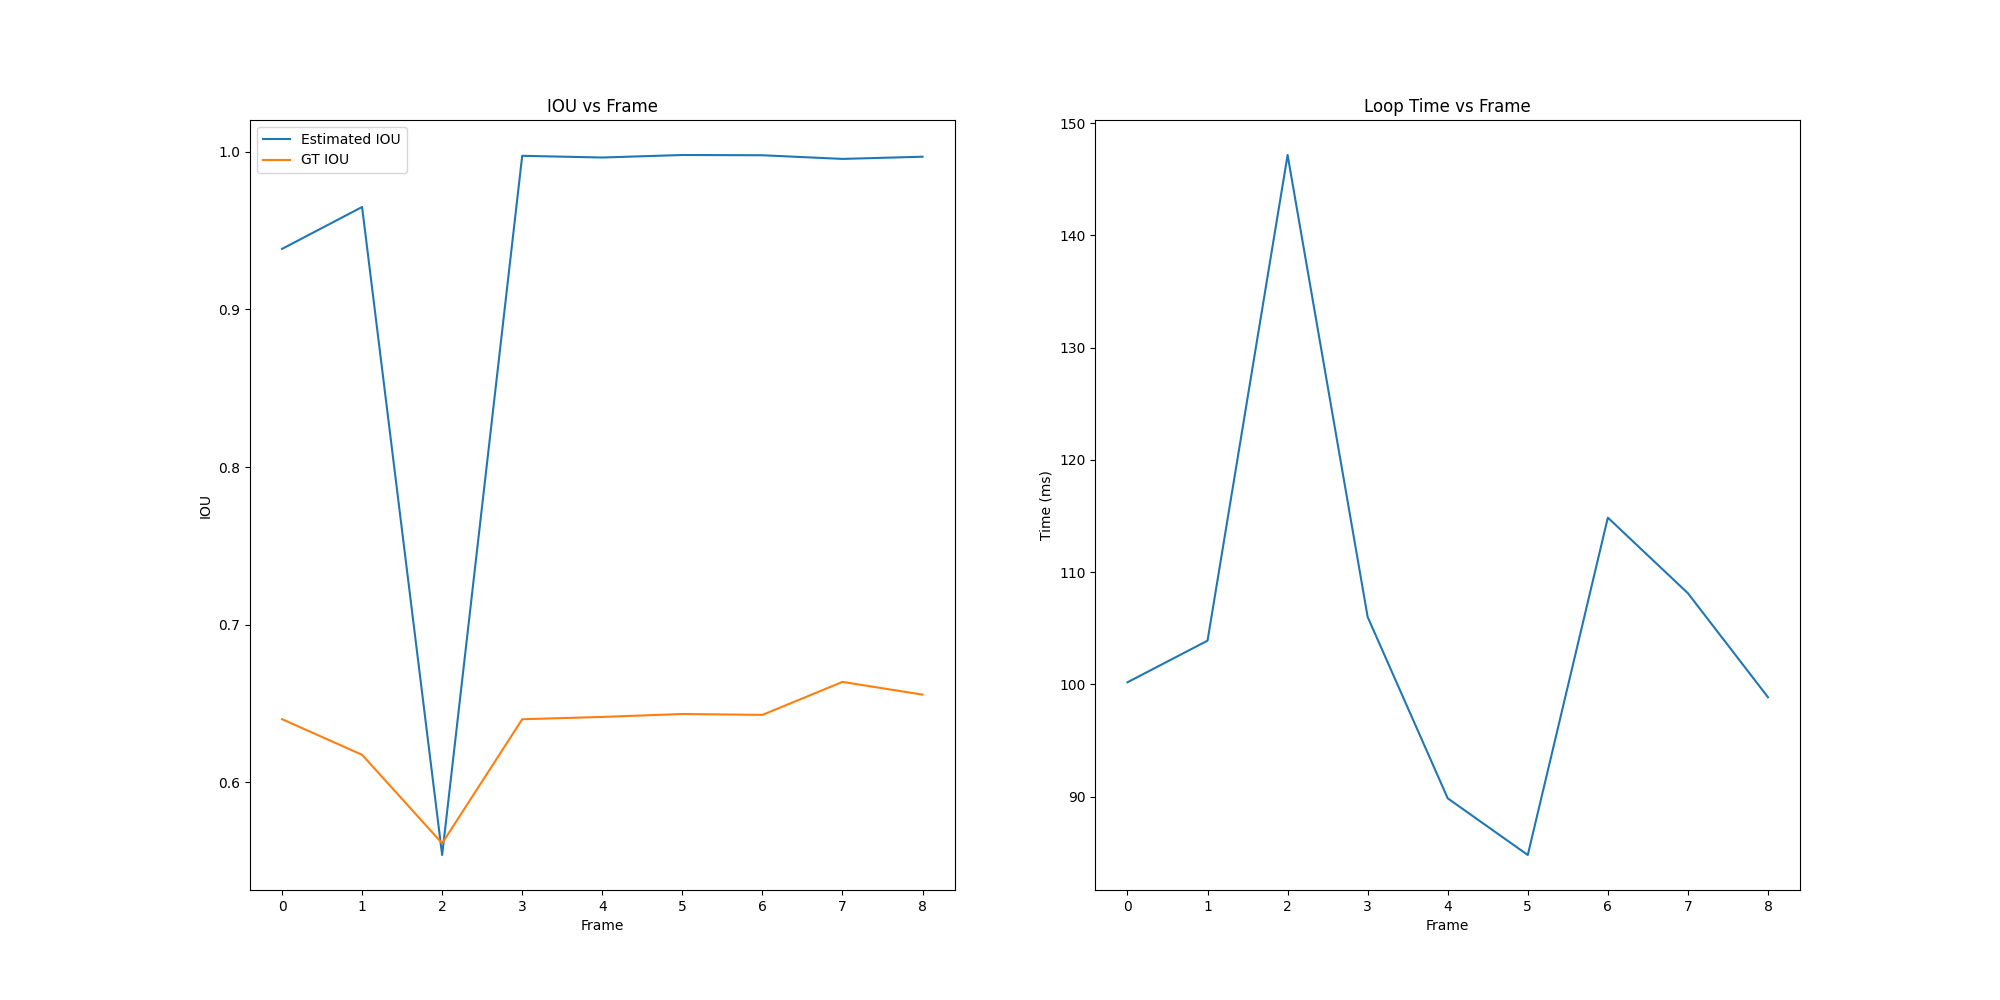 IOU vs Frame
Estimated IOU
GT IOU
1.0
0.9
0.8
0.7
0.6
IOU
0 1 2 3 4 5 6 7 8
Frame
Loop Time vs Frame
150
140
130
120
110
100
90
Time (ms)
0 1 2 3 4 5 6 7 8
Frame